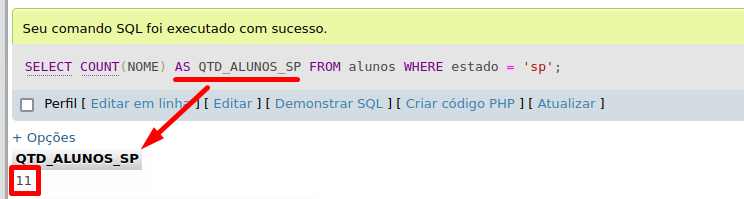 Seu comando SQL foi executado com sucesso.
SELECT COUNT(NOME) AS QTD_ALUNOS_SP FROM alunos WHERE estado = 'sp';
Perfil [ Editar em linha ] [ Editar ] [ Demonstrar SQL ] [ Criar código PHP ] [ Atualizar ]
+ Opções
QTD_ALUNOS_SP
11